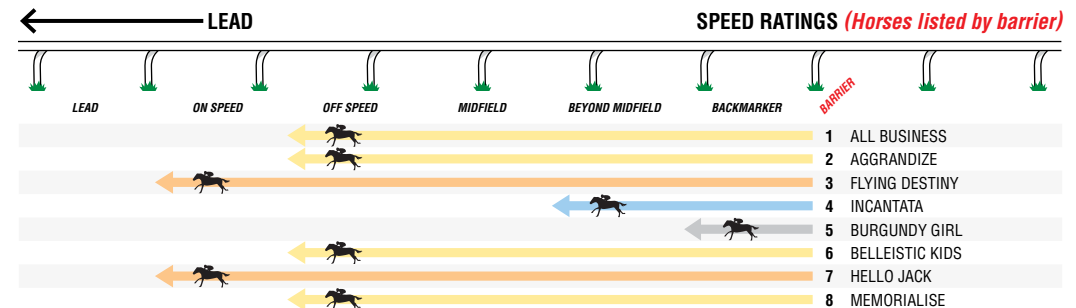 LEAD SPEED RATINGS (Horses listed by barrier)
LEAD ON SPEED OFF SPEED MIDFIELD BEYOND MIDFIELD BACKMARKER BARRIER
1 ALL BUSINESS
2 AGGRANDIZE
3 FLYING DESTINY
4 INCANTATA
5 BURGUNDY GIRL
6 BELLEISTIC KIDS
7 HELLO JACK
8 MEMORIALISE